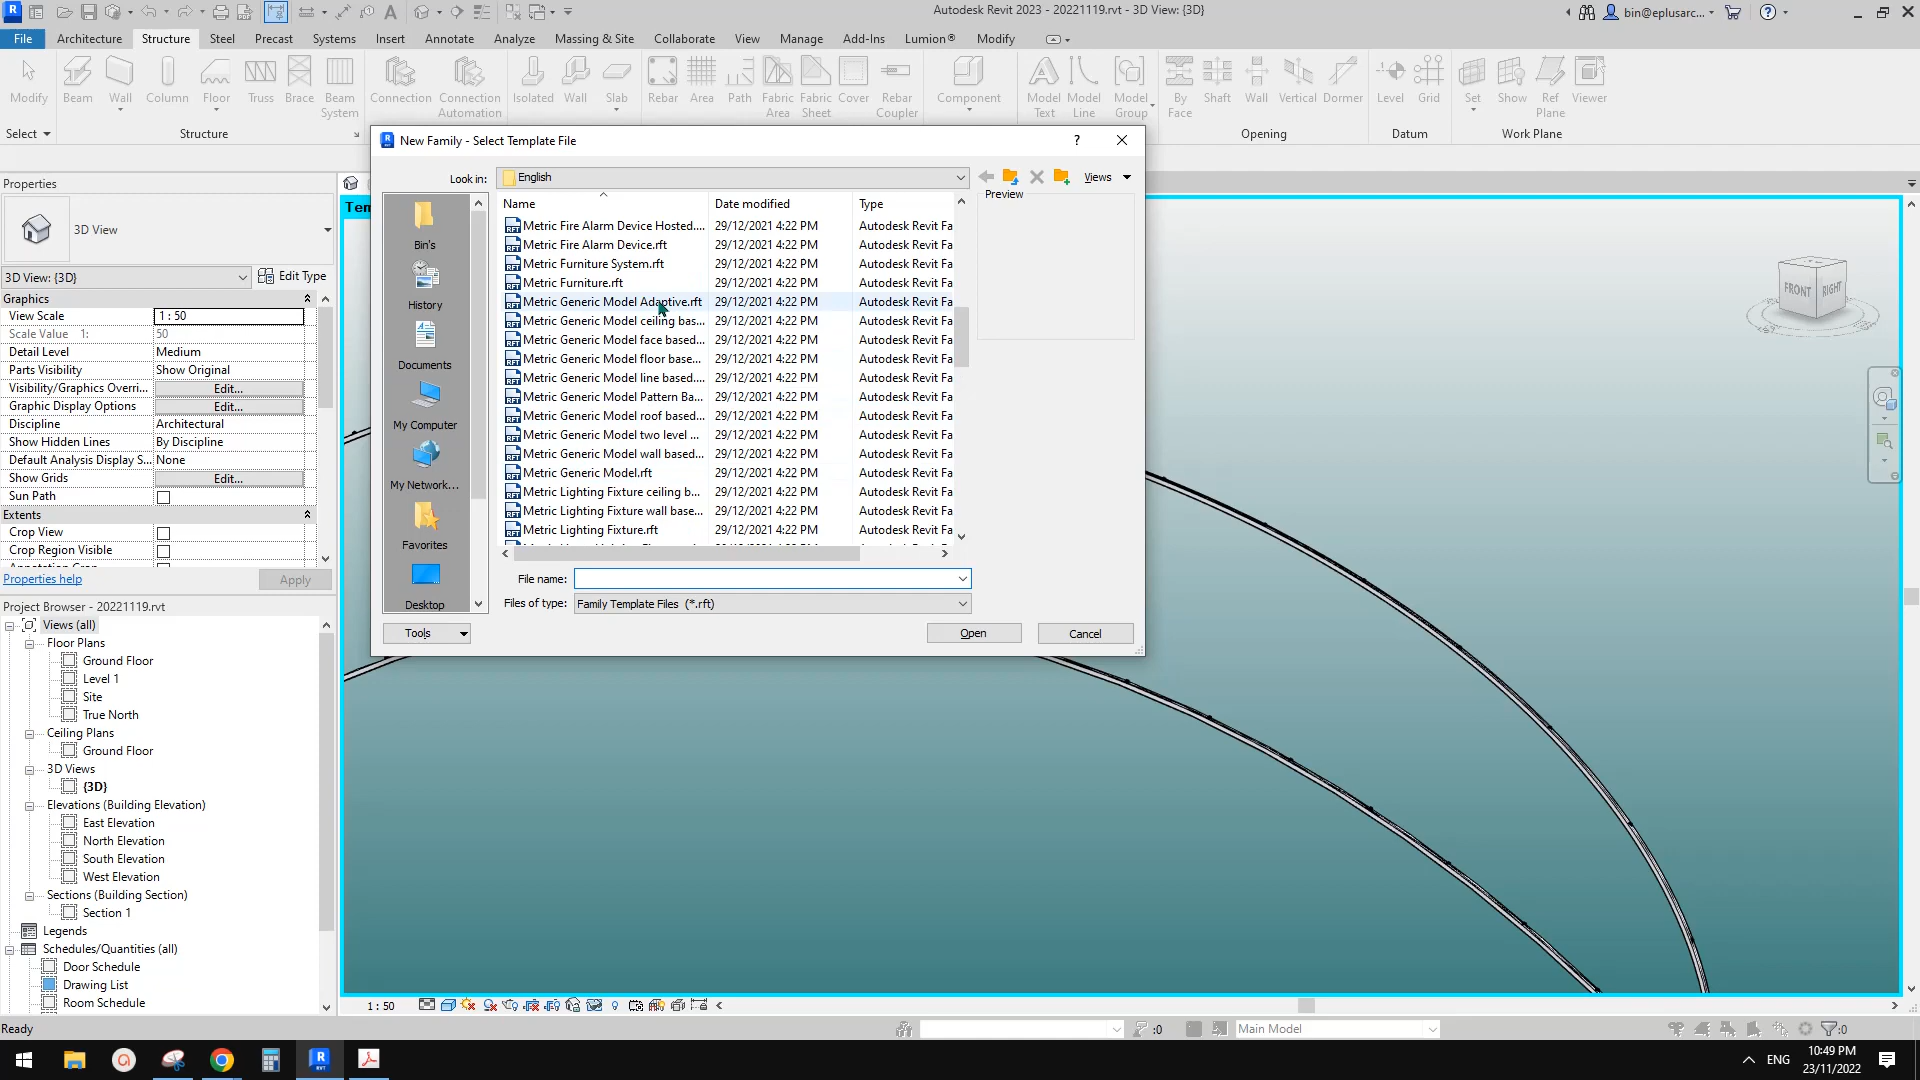 Autodesk Revit 2023 - 20221119.rvt - 3D View: {3D}
bin@eplusarc...
File Architecture Structure Steel Precast Systems Insert Annotate Analyze Massing & Site Collaborate View Manage Add-Ins Lumion® Modify
Modify Beam Wall Column Floor Truss Brace Beam System Connection Connection Automation Isolated Wall Slab Rebar Area Path Fabric Area Fabric Sheet Cover Rebar Coupler Component Model Text Model Line Model Group By Face Shaft Wall Vertical Dormer Level Grid Set Show Ref Plane Viewer
Select Structure Opening Datum Work Plane
New Family - Select Template File
Look in: English Views
Preview
Name Date modified Type
Metric Fire Alarm Device Hosted.... 29/12/2021 4:22 PM Autodesk Revit Fa
Metric Fire Alarm Device.rft 29/12/2021 4:22 PM Autodesk Revit Fa
Metric Furniture System.rft 29/12/2021 4:22 PM Autodesk Revit Fa
Metric Furniture.rft 29/12/2021 4:22 PM Autodesk Revit Fa
Metric Generic Model Adaptive.rft 29/12/2021 4:22 PM Autodesk Revit Fa
Metric Generic Model ceiling bas... 29/12/2021 4:22 PM Autodesk Revit Fa
Metric Generic Model face based... 29/12/2021 4:22 PM Autodesk Revit Fa
Metric Generic Model floor base... 29/12/2021 4:22 PM Autodesk Revit Fa
Metric Generic Model line based.... 29/12/2021 4:22 PM Autodesk Revit Fa
Metric Generic Model Pattern Ba... 29/12/2021 4:22 PM Autodesk Revit Fa
Metric Generic Model roof based... 29/12/2021 4:22 PM Autodesk Revit Fa
Metric Generic Model two level ... 29/12/2021 4:22 PM Autodesk Revit Fa
Metric Generic Model wall based... 29/12/2021 4:22 PM Autodesk Revit Fa
Metric Generic Model.rft 29/12/2021 4:22 PM Autodesk Revit Fa
Metric Lighting Fixture ceiling b... 29/12/2021 4:22 PM Autodesk Revit Fa
Metric Lighting Fixture wall base... 29/12/2021 4:22 PM Autodesk Revit Fa
Metric Lighting Fixture.rft 29/12/2021 4:22 PM Autodesk Revit Fa
Bin's
History
Documents
My Computer
My Network...
Favorites
Desktop
File name:
Files of type: Family Template Files (*.rft)
Tools Open Cancel
Properties
3D View
3D View: {3D} Edit Type
Graphics
View Scale 1 : 50
Scale Value 1: 50
Detail Level Medium
Parts Visibility Show Original
Visibility/Graphics Overri... Edit...
Graphic Display Options Edit...
Discipline Architectural
Show Hidden Lines By Discipline
Default Analysis Display S... None
Show Grids Edit...
Sun Path
Extents
Crop View
Crop Region Visible
Properties help Apply
Project Browser - 20221119.rvt
Views (all)
Floor Plans
Ground Floor
Level 1
Site
True North
Ceiling Plans
Ground Floor
3D Views
{3D}
Elevations (Building Elevation)
East Elevation
North Elevation
South Elevation
West Elevation
Sections (Building Section)
Section 1
Legends
Schedules/Quantities (all)
Door Schedule
Drawing List
Room Schedule
Tem
FRONT RIGHT
1 : 50
Ready :0 Main Model :0
ENG 10:49 PM
23/11/2022